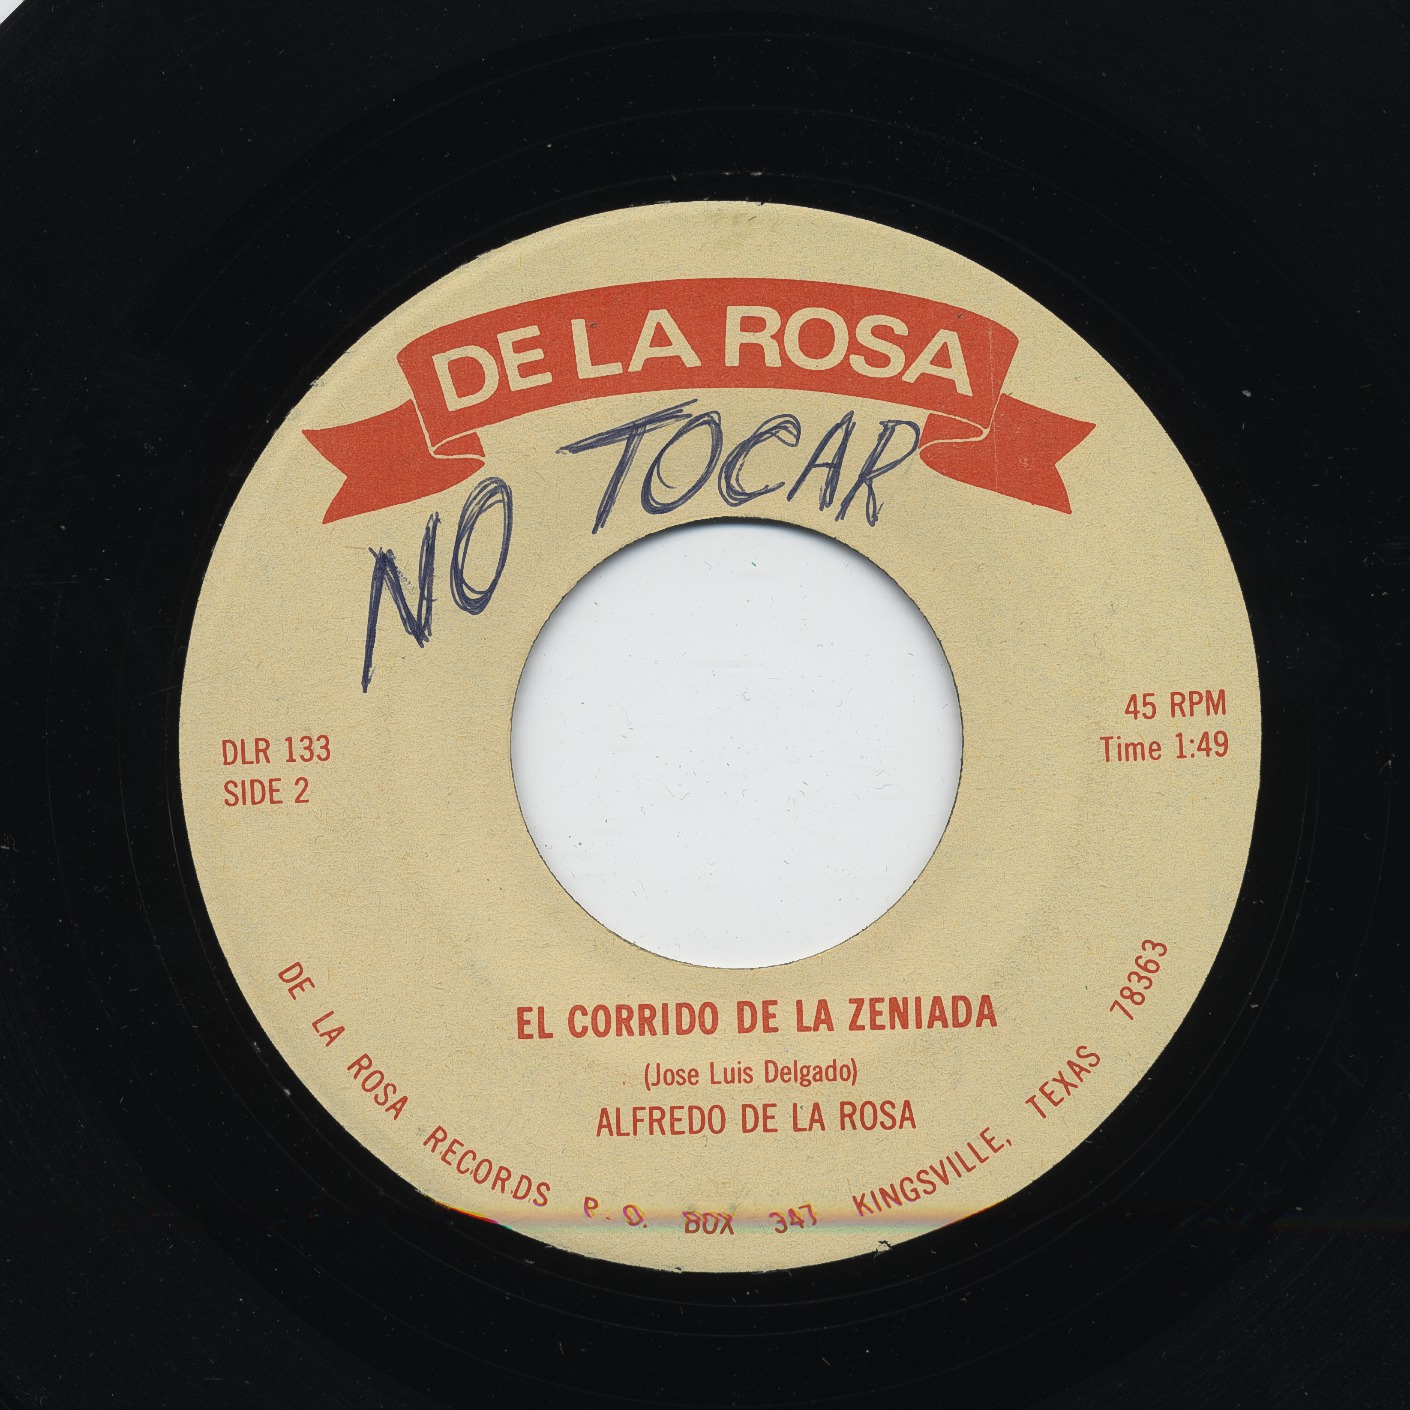 DE LA ROSA
NO TOCAR
DLR 133
SIDE 2
45 RPM
Time 1:49
EL CORRIDO DE LA ZENIADA
(Jose Luis Delgado)
ALFREDO DE LA ROSA
DE LA ROSA RECORDS P. O. BOX 347 KINGSVILLE, TEXAS 78363